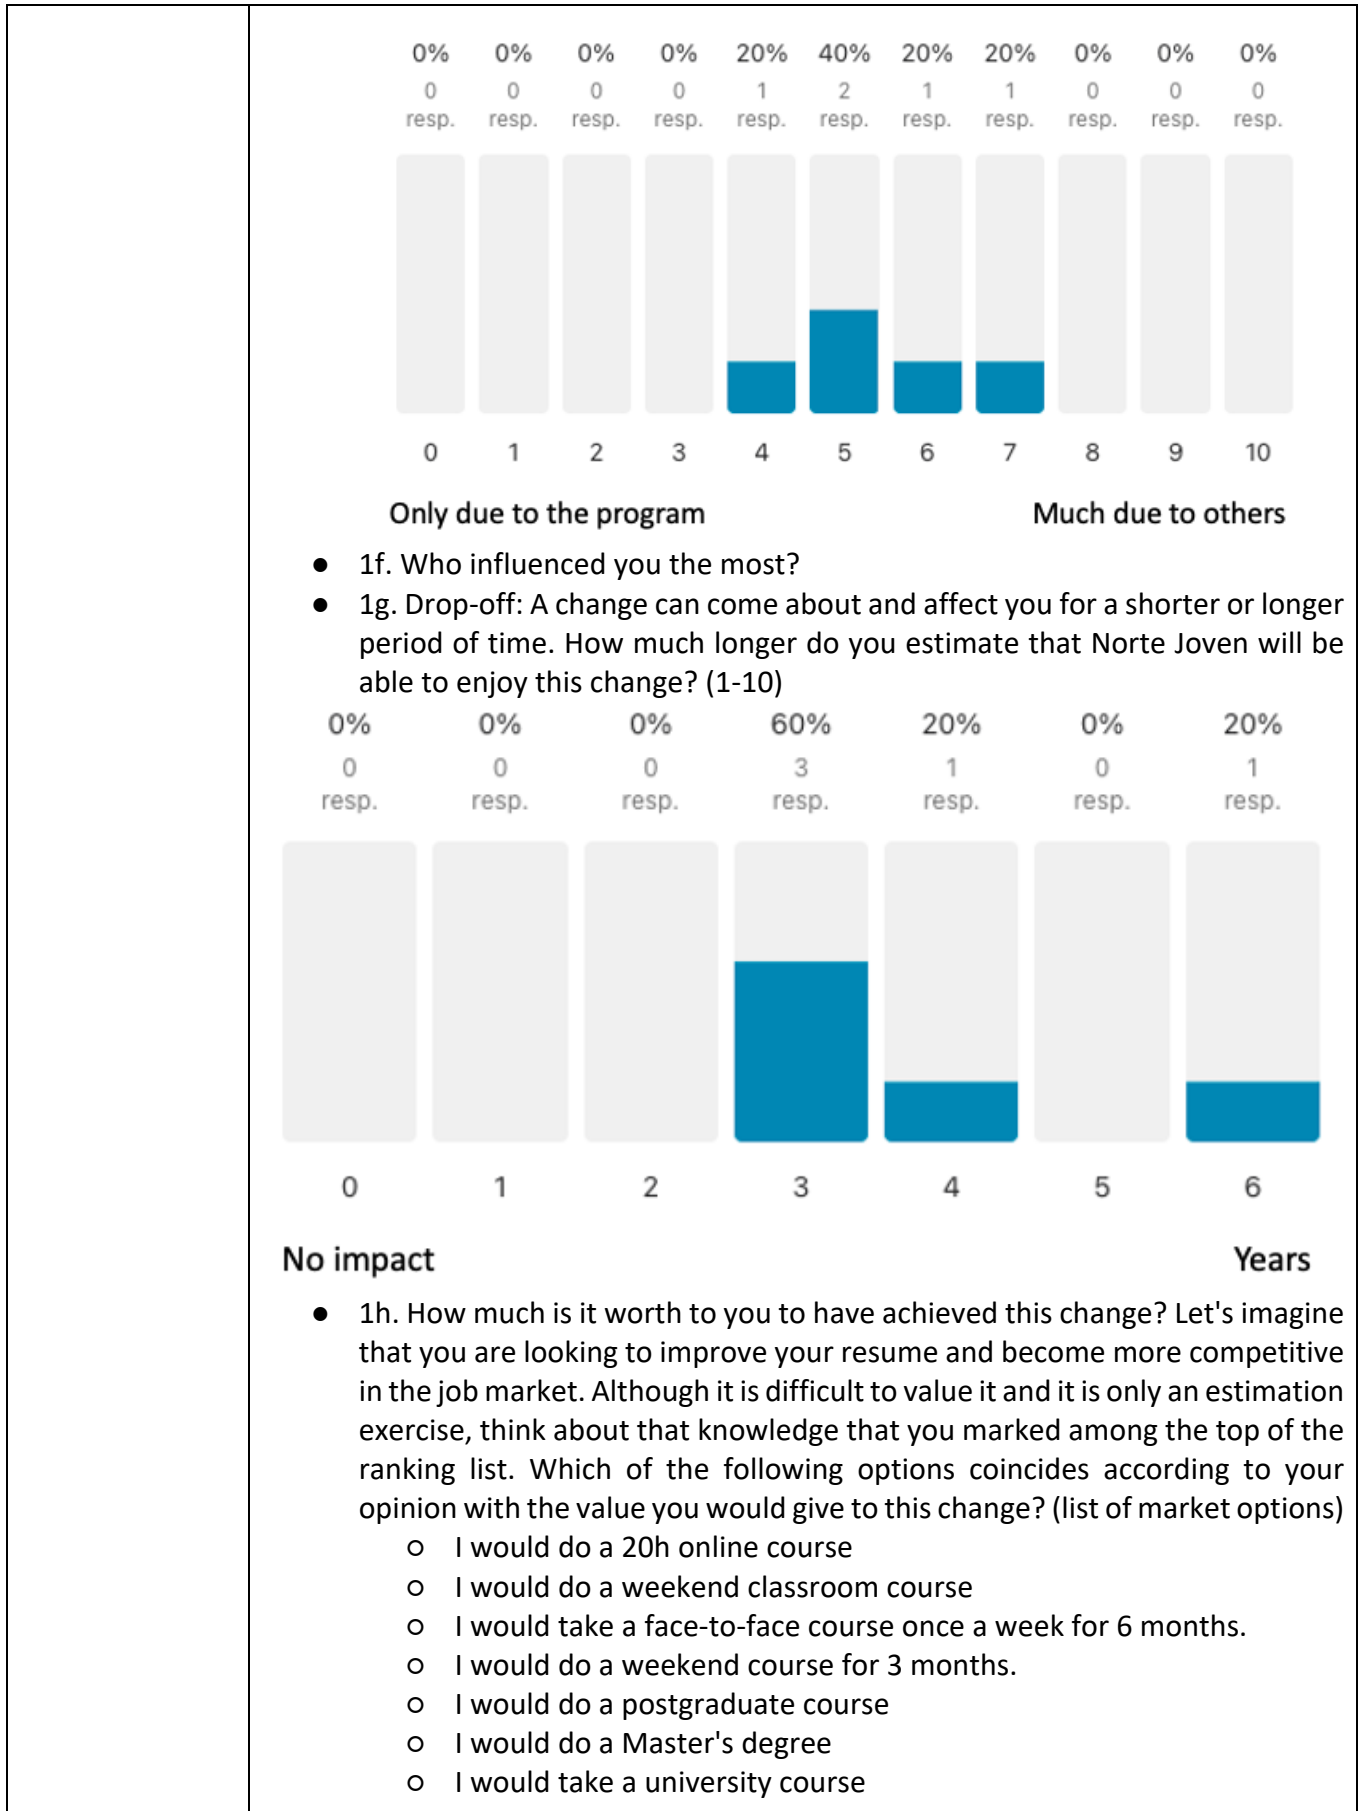 0% 0% 0% 0% 20% 40% 20% 20% 0% 0% 0%
0 0 0 0 1 2 1 1 0 0 0
resp. resp. resp. resp. resp. resp. resp. resp. resp. resp. resp.
0 1 2 3 4 5 6 7 8 9 10
Only due to the program Much due to others
● 1f. Who influenced you the most?
● 1g. Drop-off: A change can come about and affect you for a shorter or longer
period of time. How much longer do you estimate that Norte Joven will be
able to enjoy this change? (1-10)
0% 0% 0% 60% 20% 0% 20%
0 0 0 3 1 0 1
resp. resp. resp. resp. resp. resp. resp.
0 1 2 3 4 5 6
No impact Years
● 1h. How much is it worth to you to have achieved this change? Let's imagine
that you are looking to improve your resume and become more competitive
in the job market. Although it is difficult to value it and it is only an estimation
exercise, think about that knowledge that you marked among the top of the
ranking list. Which of the following options coincides according to your
opinion with the value you would give to this change? (list of market options)
○ I would do a 20h online course
○ I would do a weekend classroom course
○ I would take a face-to-face course once a week for 6 months.
○ I would do a weekend course for 3 months.
○ I would do a postgraduate course
○ I would do a Master's degree
○ I would take a university course